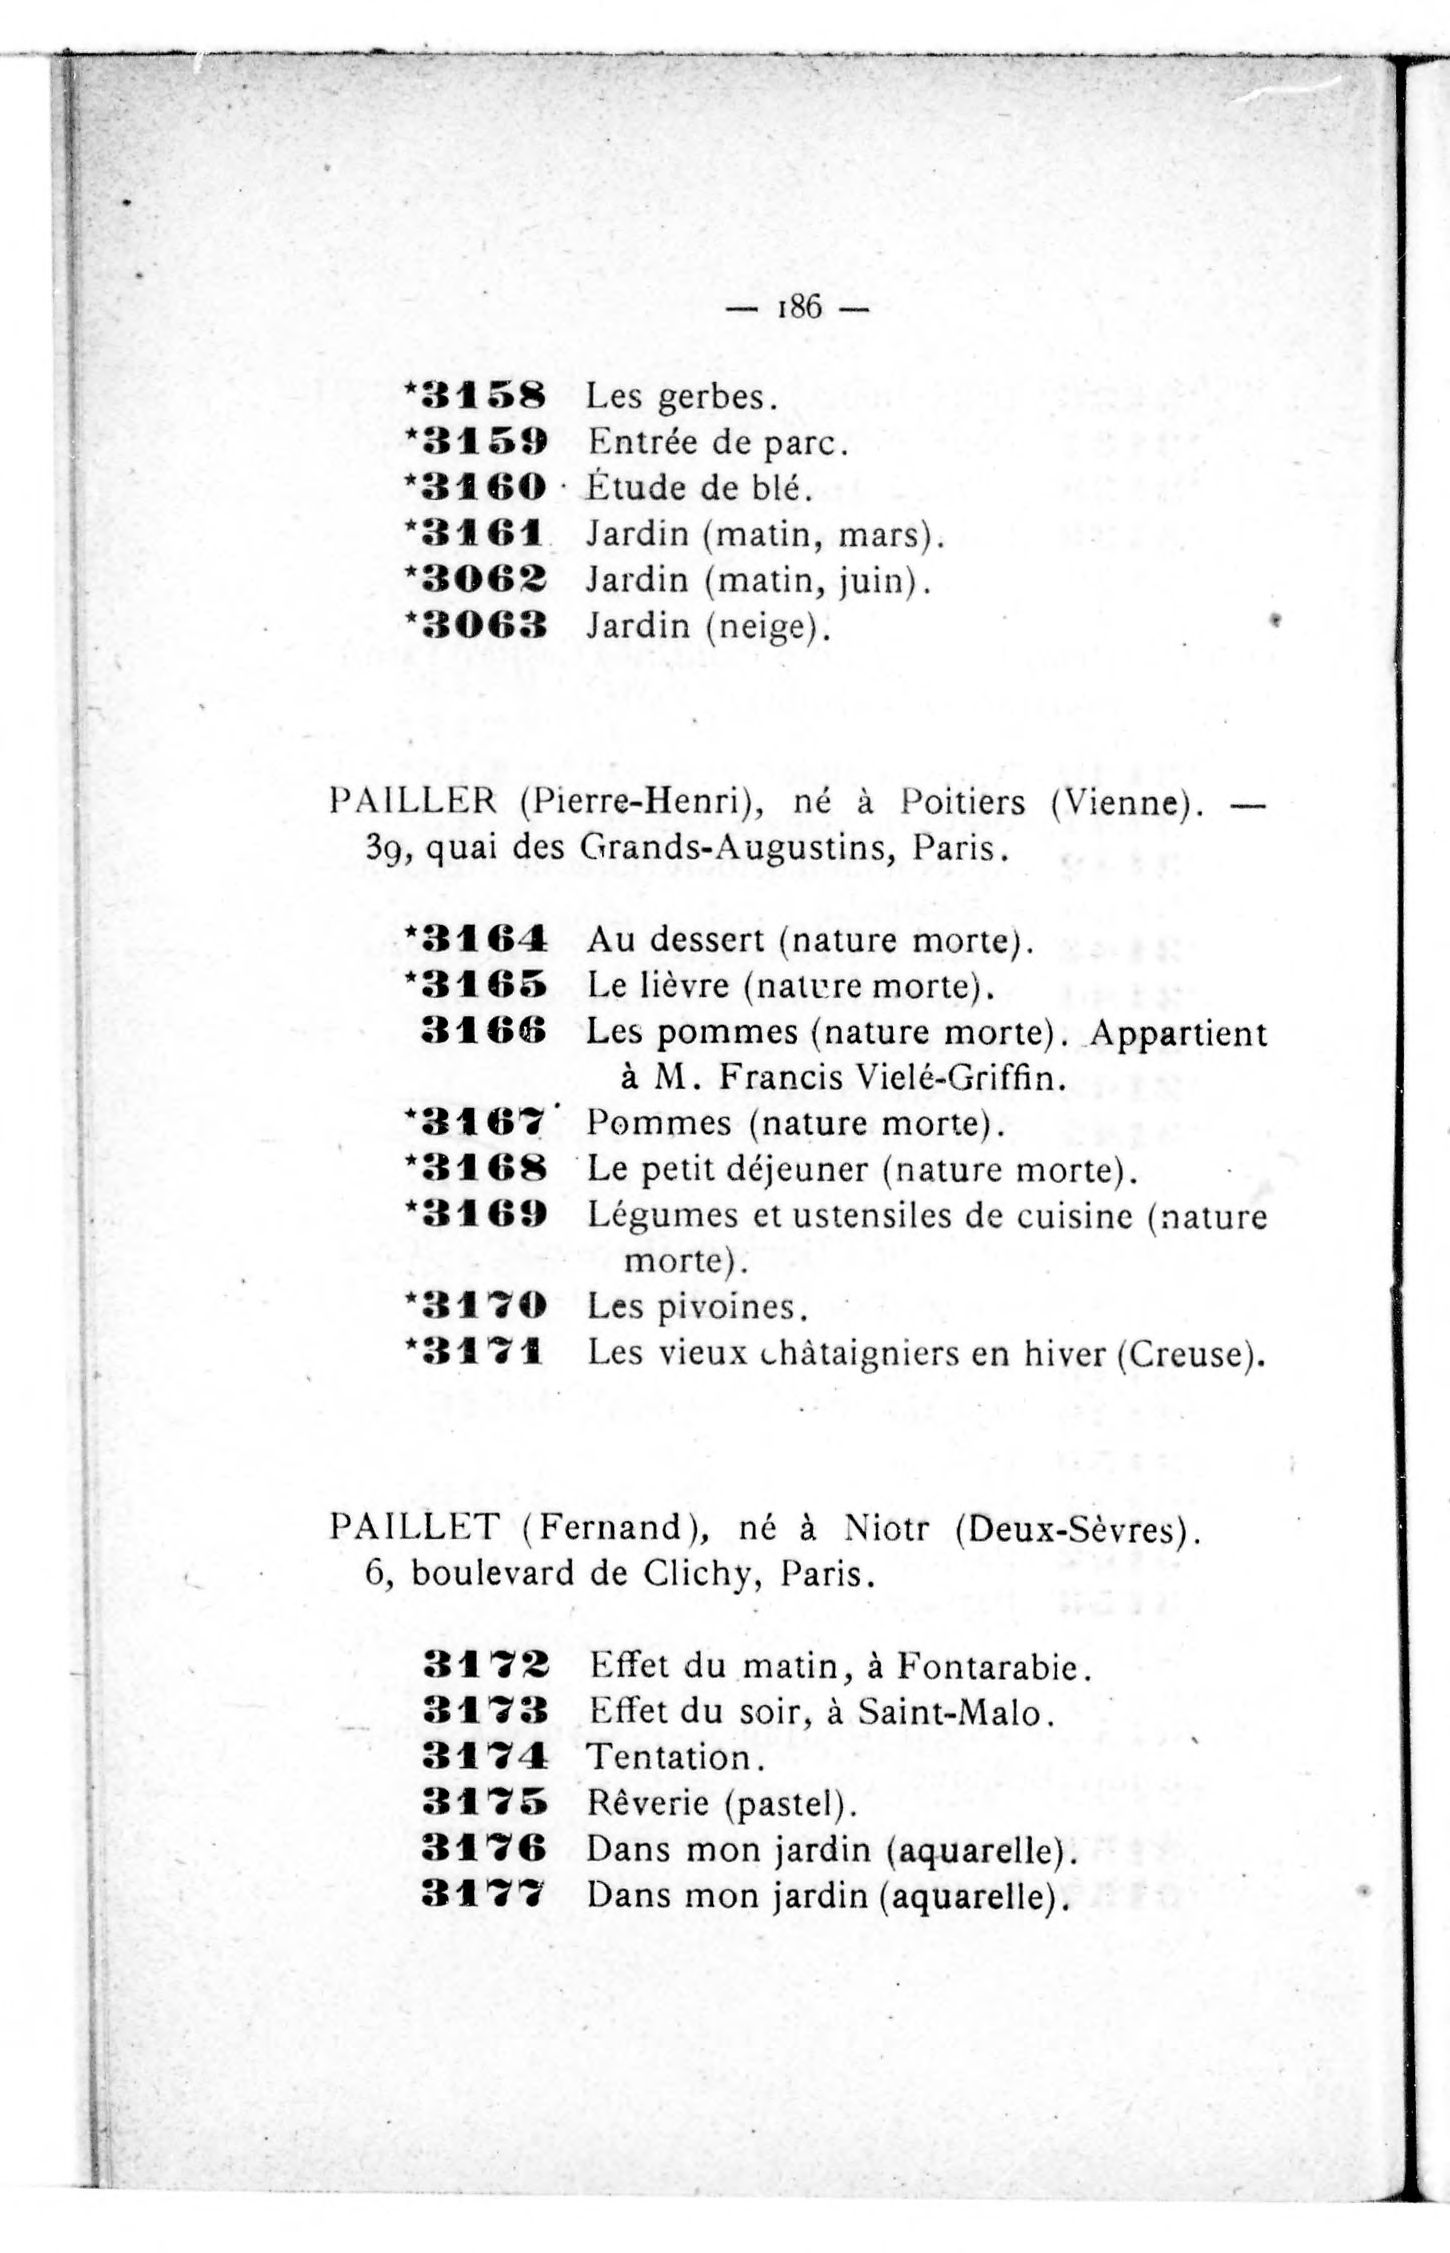 — 186 —
*3158 Les gerbes.
*3159 Entrée de parc.
*3160 Étude de blé.
*3161 Jardin (matin, mars).
*3062 Jardin (matin, juin).
*3063 Jardin (neige).
PAILLER (Pierre-Henri), né à Poitiers (Vienne). —
39, quai des Grands-Augustins, Paris.
*3164 Au dessert (nature morte).
*3165 Le lièvre (nature morte).
3166 Les pommes (nature morte). Appartient
à M. Francis Vielé-Griffin.
*3167 Pommes (nature morte).
*3168 Le petit déjeuner (nature morte).
*3169 Légumes et ustensiles de cuisine (nature
morte).
*3170 Les pivoines.
*3171 Les vieux châtaigniers en hiver (Creuse).
PAILLET (Fernand), né à Niotr (Deux-Sèvres).
6, boulevard de Clichy, Paris.
3172 Effet du matin, à Fontarabie.
3173 Effet du soir, à Saint-Malo.
3174 Tentation.
3175 Rêverie (pastel).
3176 Dans mon jardin (aquarelle).
3177 Dans mon jardin (aquarelle).